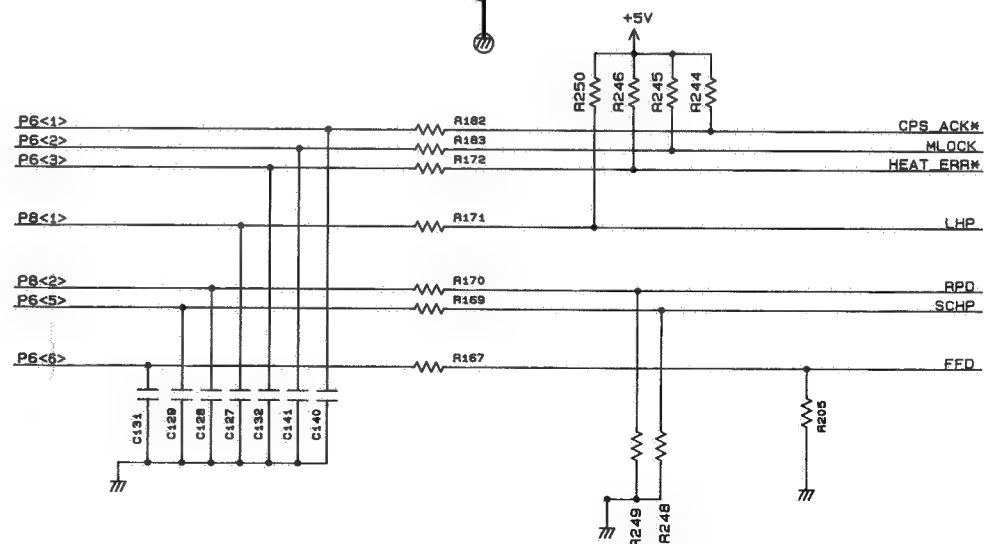 +5V
R250
R246
R245
R244
P6<1>
R182
CPS_ACK*
P6<2>
R183
MLOCK
P6<3>
R172
HEAT_ERR*
P8<1>
R171
LHP
P8<2>
R170
RPD
P6<5>
R169
SCHP
P6<6>
R167
FFD
C131
C129
C128
C127
C132
C141
C140
R205
R249
R248